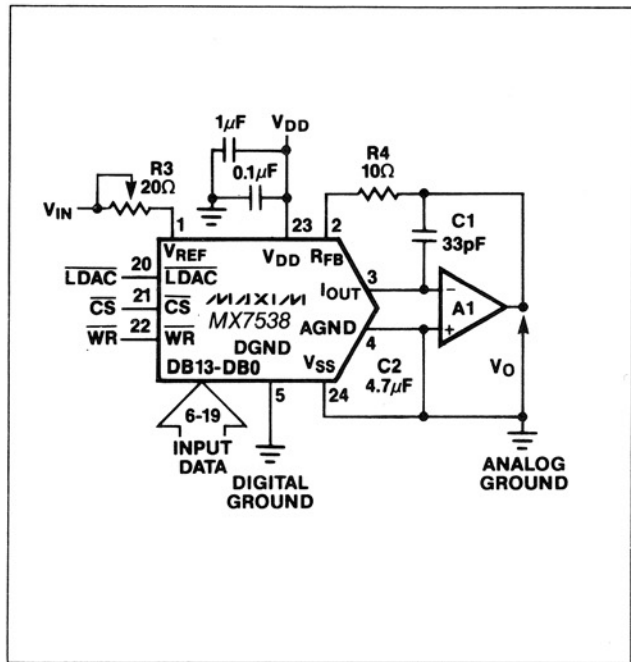 1µF
VDD
0.1µF
R3
20Ω
VIN
R4
10Ω
C1
33pF
1
23
2
VREF
VDD
RFB
3
IOUT
20
LDAC
LDAC
21
CS
CS
22
WR
WR
MAXIM
MX7538
AGND
4
DGND
VSS
DB13-DB0
C2
4.7µF
−
+
A1
VO
6-19
5
24
INPUT
DATA
DIGITAL
GROUND
ANALOG
GROUND